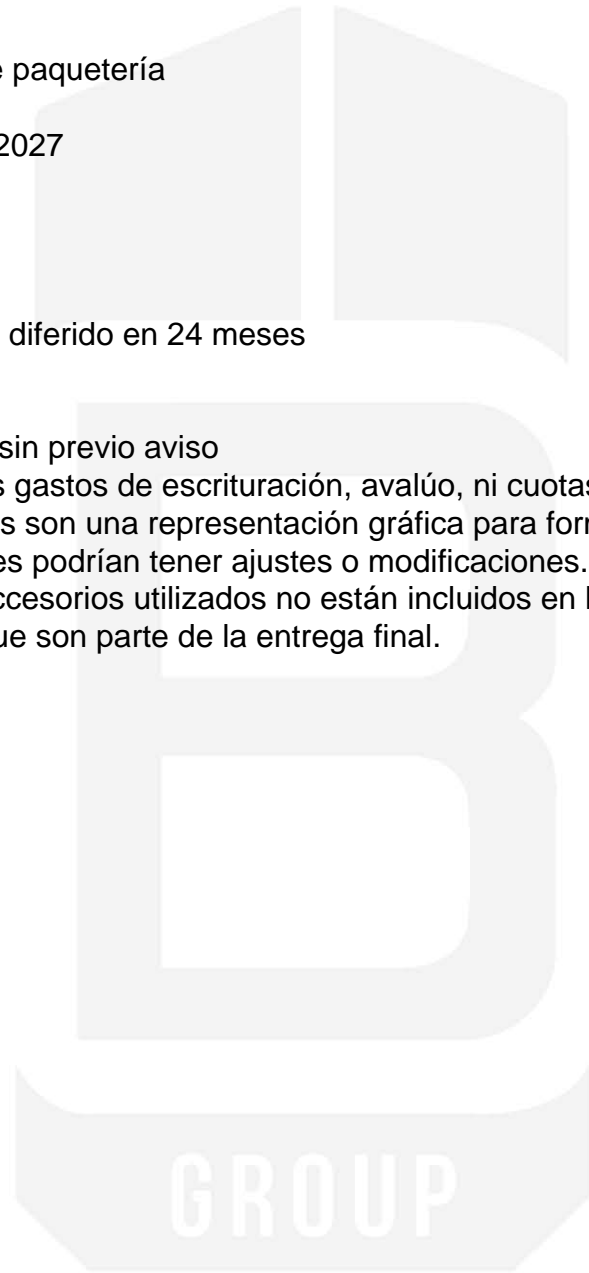 e paquetería
2027
diferido en 24 meses
sin previo aviso
s gastos de escrituración, avalúo, ni cuotas
s son una representación gráfica para for
es podrían tener ajustes o modificaciones.
ccesorios utilizados no están incluidos en
ue son parte de la entrega final.
GROUP